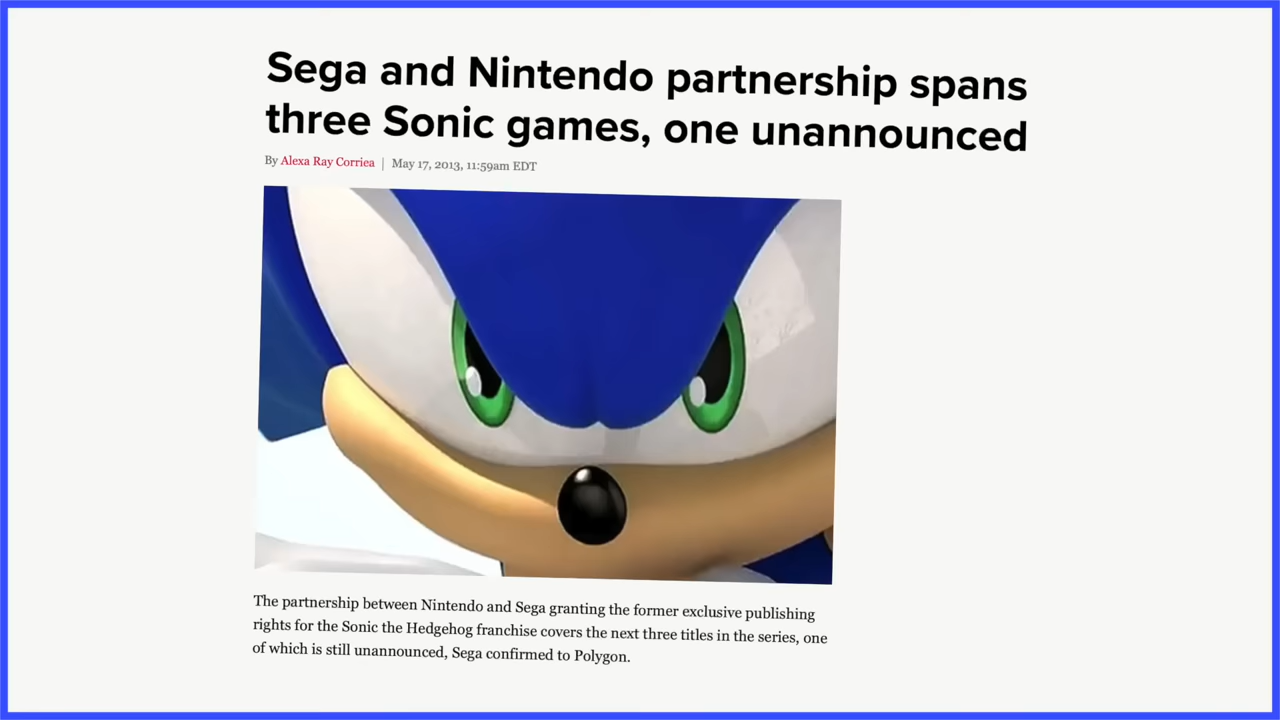 Sega and Nintendo partnership spans
three Sonic games, one unannounced
By Alexa Ray Corriea | May 17, 2013, 11:59am EDT
The partnership between Nintendo and Sega granting the former exclusive publishing
rights for the Sonic the Hedgehog franchise covers the next three titles in the series, one
of which is still unannounced, Sega confirmed to Polygon.